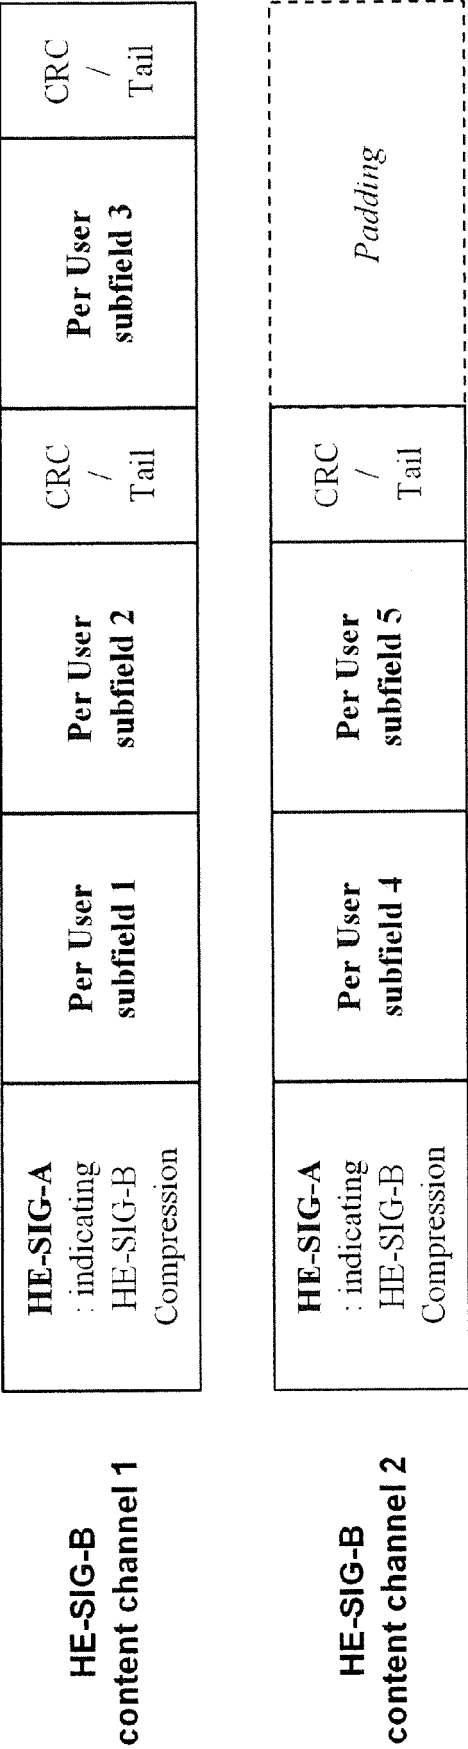 HE-SIG-B
content channel 1
HE-SIG-A
: indicating
HE-SIG-B
Compression
Per User
subfield 1
Per User
subfield 2
CRC
/
Tail
Per User
subfield 3
CRC
/
Tail
HE-SIG-B
content channel 2
HE-SIG-A
: indicating
HE-SIG-B
Compression
Per User
subfield 4
Per User
subfield 5
CRC
/
Tail
Padding